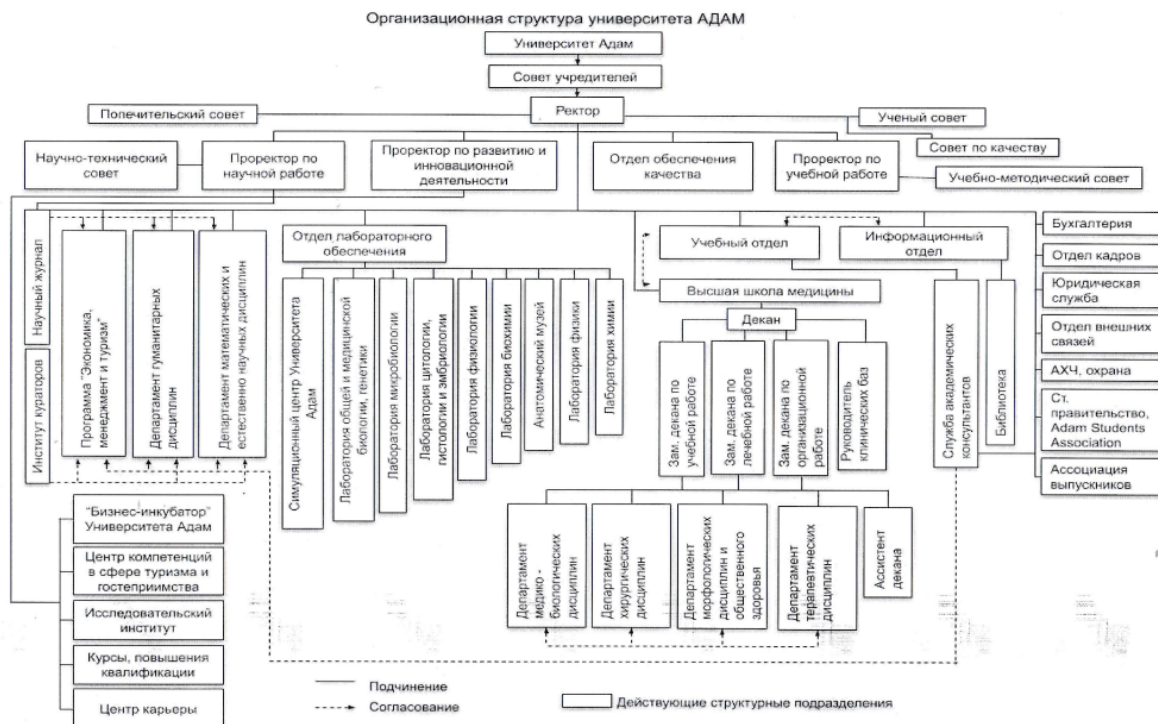 Организационная структура университета АДАМ
Университет Адам
Совет учредителей
Ректор
Попечительский совет
Ученый совет
Совет по качеству
Научно-технический
совет
Проректор по
научной работе
Проректор по развитию и
инновационной
деятельности
Отдел обеспечения
качества
Проректор по
учебной работе
Учебно-методический совет
Научный журнал
Институт кураторов
Программа "Экономика,
менеджмент и туризм"
Департамент гуманитарных
дисциплин
Департамент математических и
естественно научных дисциплин
Отдел лабораторного
обеспечения
Симуляционный центр Университета
Адам
Лаборатория общей и медицинской
биологии, генетики
Лаборатория микробиологии
Лаборатория цитологии,
гистологии и эмбриологии
Лаборатория физиологии
Лаборатория биохимии
Анатомический музей
Лаборатория физики
Лаборатория химии
Учебный отдел
Информационный
отдел
Высшая школа медицины
Декан
Зам. декана по
учебной работе
Зам. декана по
лечебной работе
Зам. декана по
организационной
работе
Руководитель
клинических баз
Служба академических
консультантов
Библиотека
Бухгалтерия
Отдел кадров
Юридическая
служба
Отдел внешних
связей
АХЧ, охрана
Ст.
правительство,
Adam Students
Association
Ассоциация
выпускников
Департамент
медико -
биологических
дисциплин
Департамент
хирургических
дисциплин
Департамент
морфологических
дисциплин и
общественного
здоровья
Департамент
терапевтических
дисциплин
Ассистент
декана
"Бизнес-инкубатор"
Университета Адам
Центр компетенций
в сфере туризма и
гостеприимства
Исследовательский
институт
Курсы, повышения
квалификации
Центр карьеры
Подчинение
Согласование
Действующие структурные подразделения